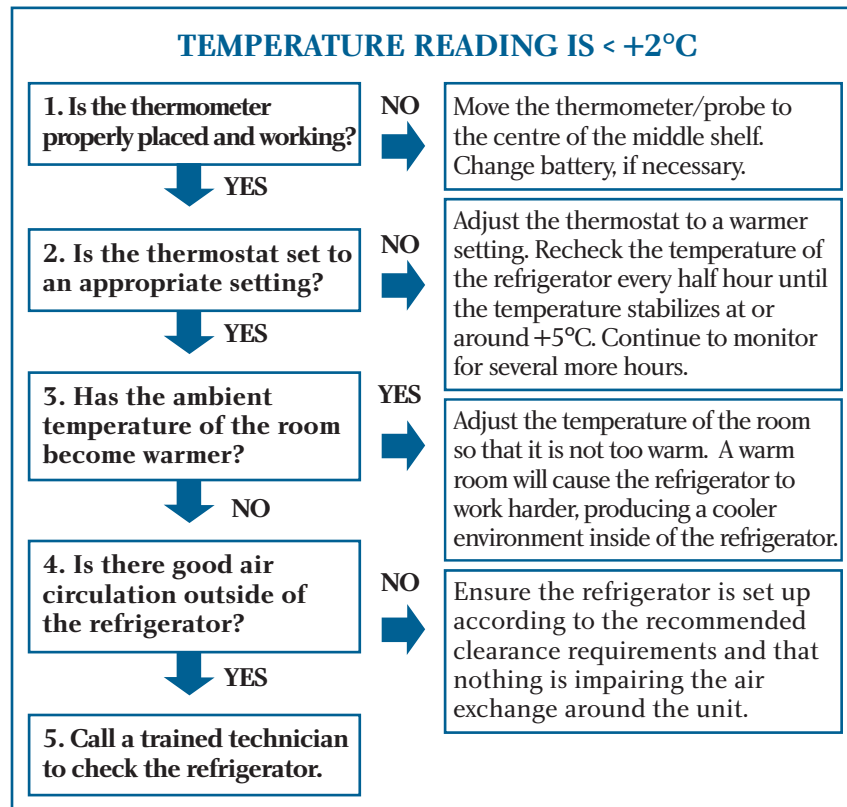 TEMPERATURE READING IS < +2°C
1. Is the thermometer
properly placed and working?
NO
Move the thermometer/probe to
the centre of the middle shelf.
Change battery, if necessary.
YES
2. Is the thermostat set to
an appropriate setting?
NO
Adjust the thermostat to a warmer
setting. Recheck the temperature of
the refrigerator every half hour until
the temperature stabilizes at or
around +5°C. Continue to monitor
for several more hours.
YES
3. Has the ambient
temperature of the room
become warmer?
YES
Adjust the temperature of the room
so that it is not too warm. A warm
room will cause the refrigerator to
work harder, producing a cooler
environment inside of the refrigerator.
NO
4. Is there good air
circulation outside of
the refrigerator?
NO
Ensure the refrigerator is set up
according to the recommended
clearance requirements and that
nothing is impairing the air
exchange around the unit.
YES
5. Call a trained technician
to check the refrigerator.